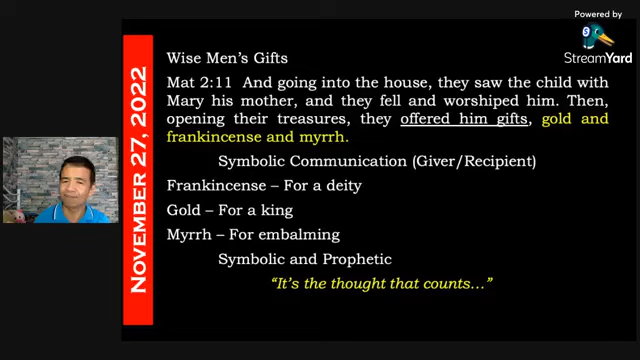 Powered by
StreamYard
NOVEMBER 27, 2022
Wise Men's Gifts
Mat 2:11 And going into the house, they saw the child with
Mary his mother, and they fell and worshiped him. Then,
opening their treasures, they offered him gifts, gold and
frankincense and myrrh.
Symbolic Communication (Giver/Recipient)
Frankincense – For a deity
Gold – For a king
Myrrh – For embalming
Symbolic and Prophetic
"It's the thought that counts…"